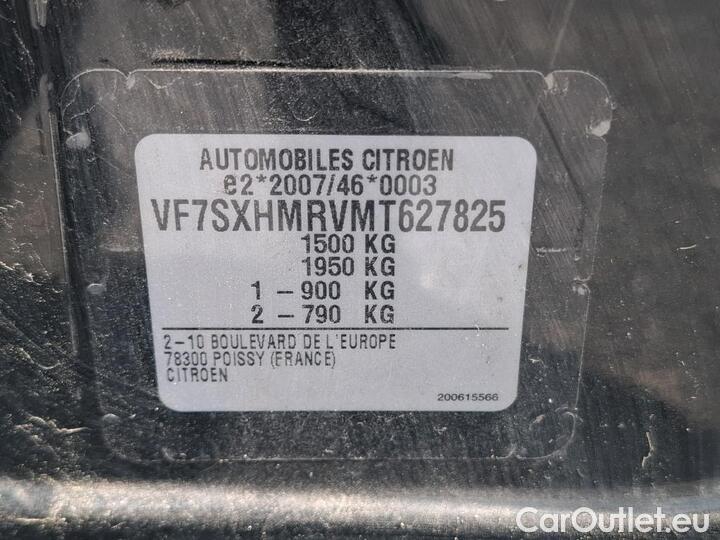 AUTOMOBILES CITROEN
e2*2007/46*0003
VF7SXHMRVMT627825
1500 KG
1950 KG
1 - 900 KG
2 - 790 KG
2-10 BOULEVARD DE L'EUROPE
78300 POISSY (FRANCE)
CITROEN
200615566
CarOutlet.eu